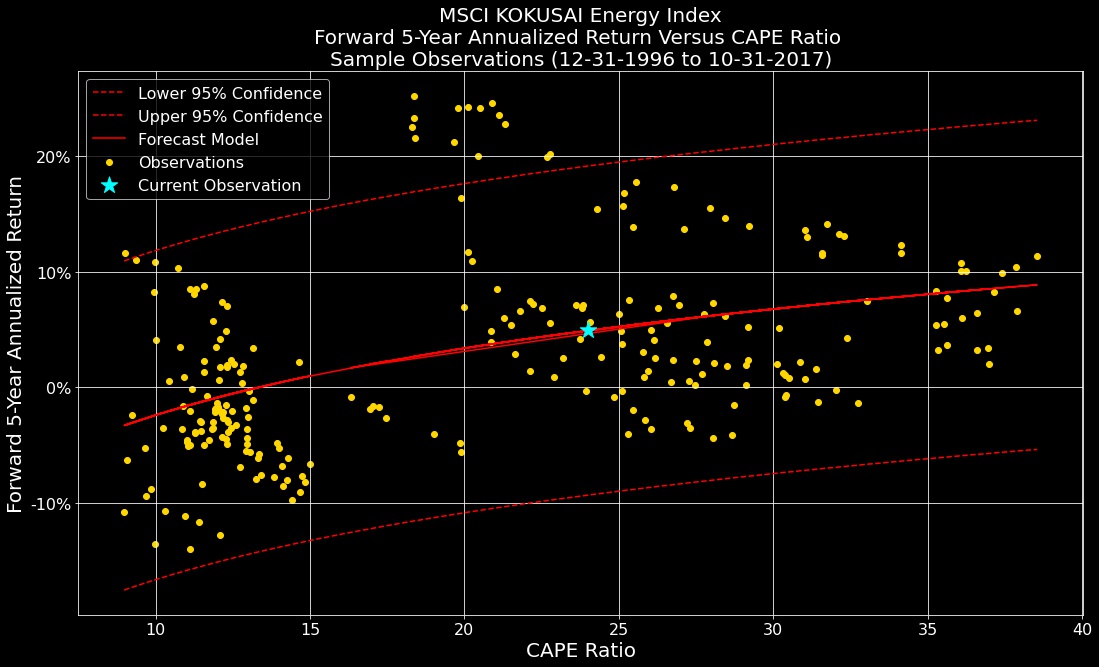 MSCI KOKUSAI Energy Index
Forward 5-Year Annualized Return Versus CAPE Ratio
Sample Observations (12-31-1996 to 10-31-2017)
Lower 95% Confidence
Upper 95% Confidence
Forecast Model
Observations
Current Observation
20%
10%
0%
-10%
Forward 5-Year Annualized Return
10 15 20 25 30 35 40
CAPE Ratio